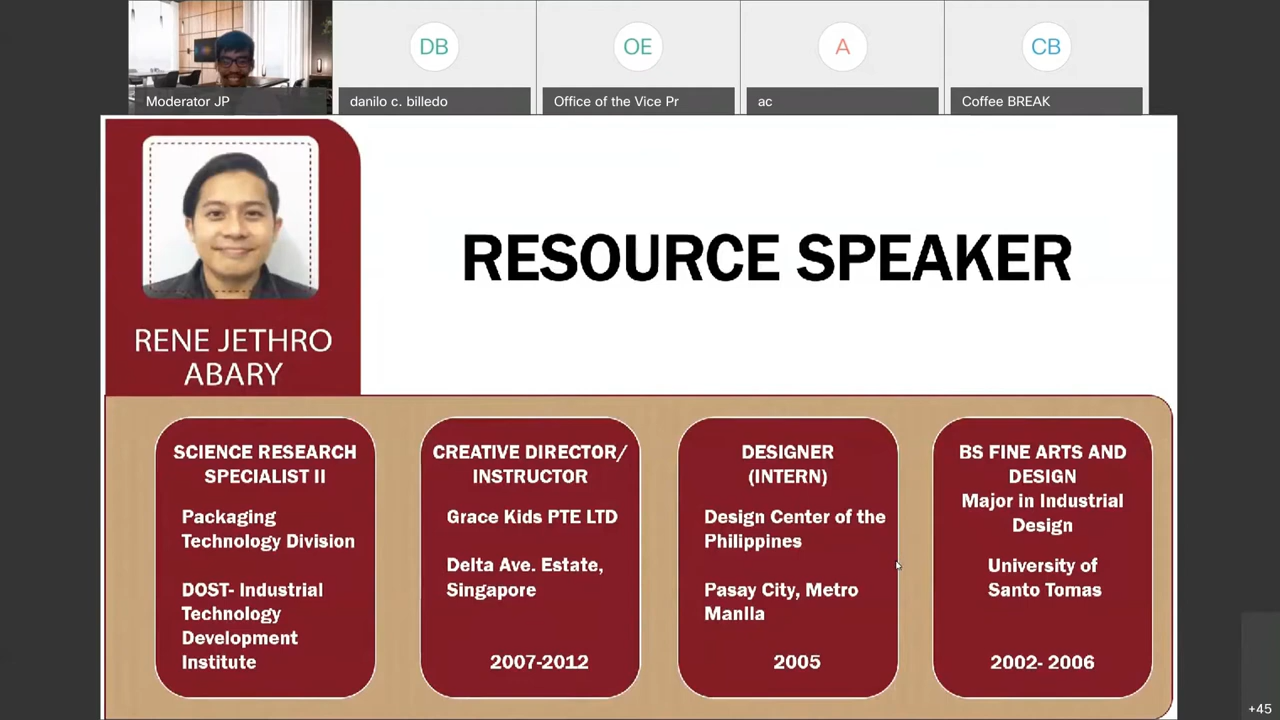 DB
OE
A
CB
Moderator JP
danilo c. billedo
Office of the Vice Pr
ac
Coffee BREAK
RESOURCE SPEAKER
RENE JETHRO
ABARY
SCIENCE RESEARCH
SPECIALIST II
Packaging
Technology Division
DOST- Industrial
Technology
Development
Institute
CREATIVE DIRECTOR/
INSTRUCTOR
Grace Kids PTE LTD
Delta Ave. Estate,
Singapore
2007-2012
DESIGNER
(INTERN)
Design Center of the
Philippines
Pasay City, Metro
Manila
2005
BS FINE ARTS AND
DESIGN
Major in Industrial
Design
University of
Santo Tomas
2002- 2006
+45